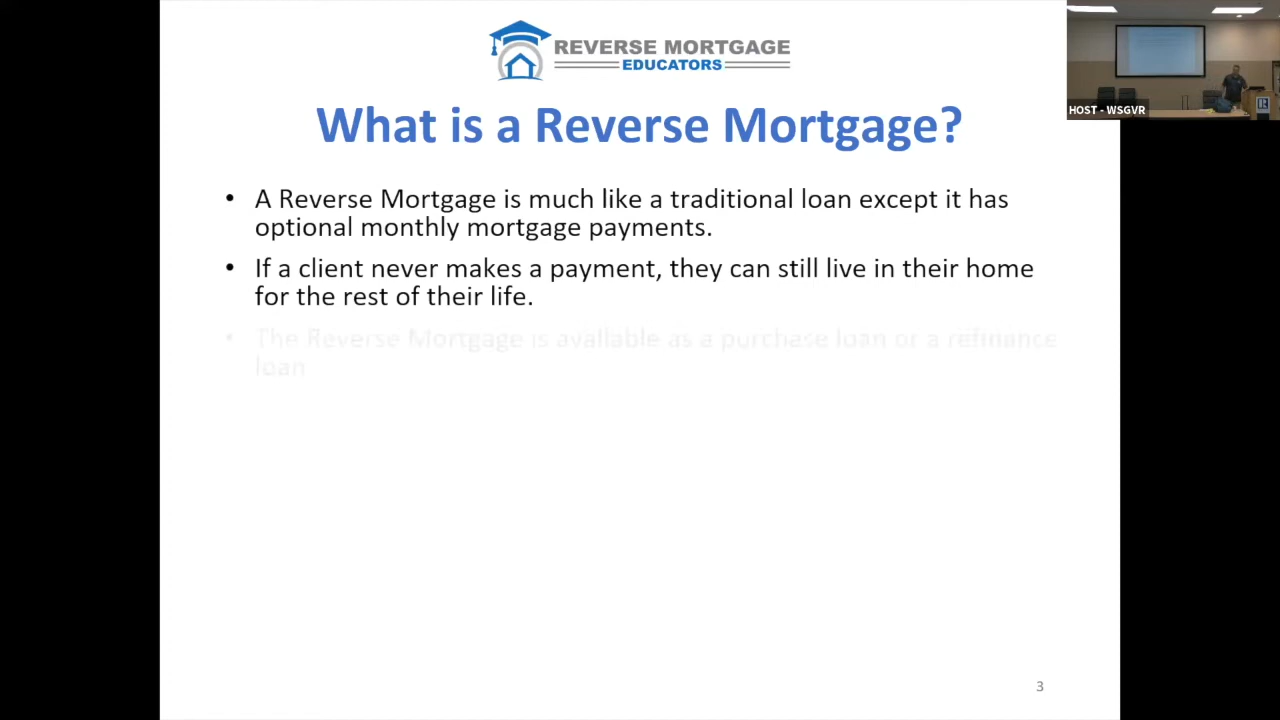 REVERSE MORTGAGE
EDUCATORS
HOST - WSGVR
What is a Reverse Mortgage?
• A Reverse Mortgage is much like a traditional loan except it has
optional monthly mortgage payments.
• If a client never makes a payment, they can still live in their home
for the rest of their life.
• The Reverse Mortgage is available as a purchase loan or a refinance
loan
3